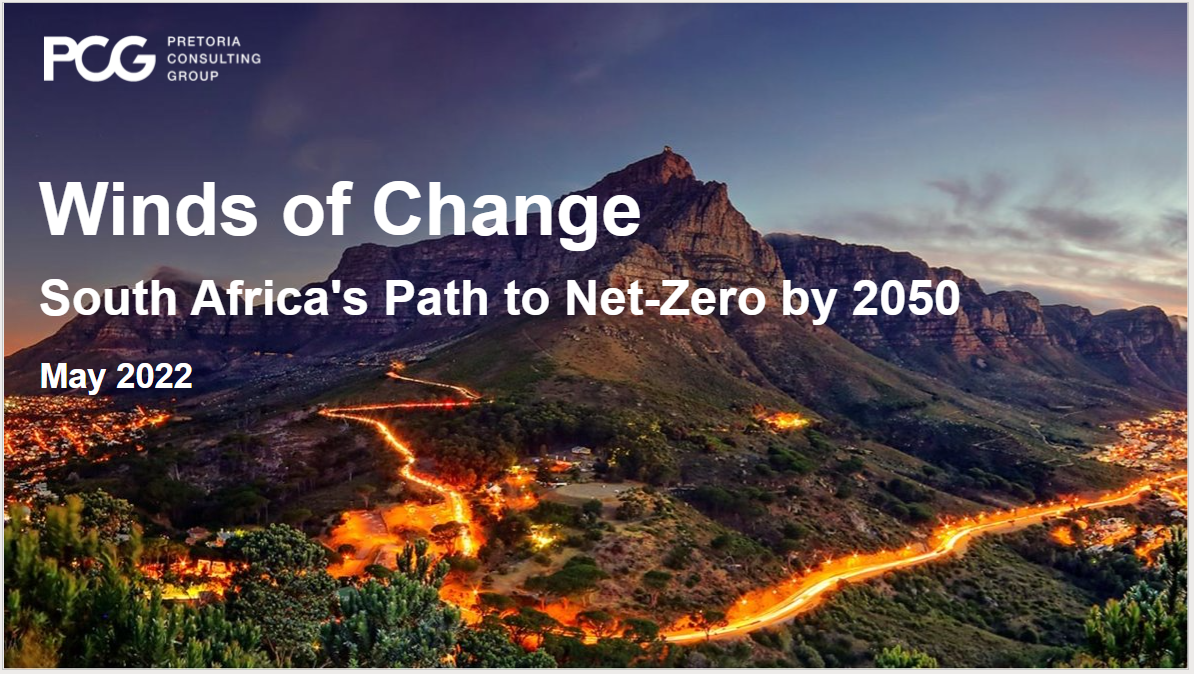 PCG
PRETORIA
CONSULTING
GROUP
Winds of Change
South Africa's Path to Net-Zero by 2050
May 2022